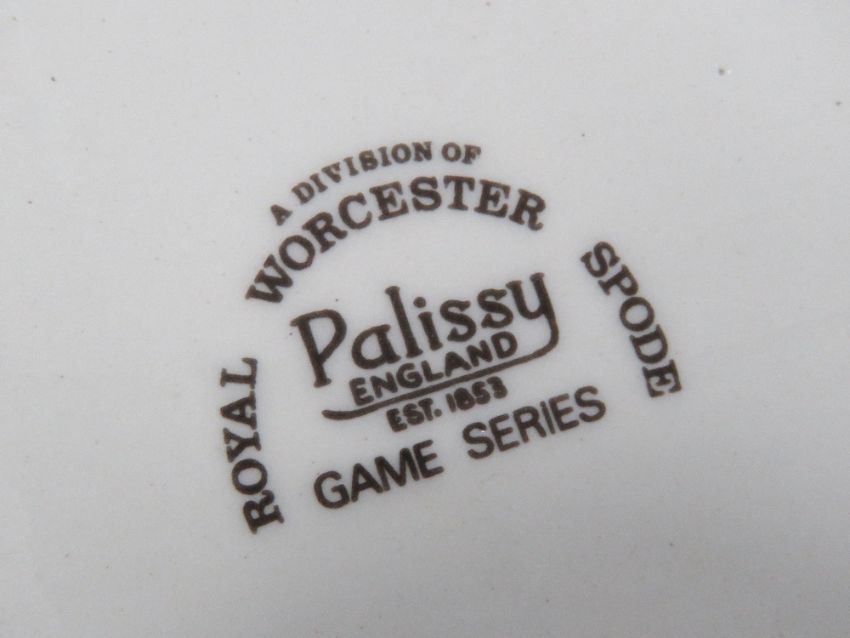 A DIVISION OF
ROYAL WORCESTER SPODE
Palissy
ENGLAND
EST. 1853
GAME SERIES